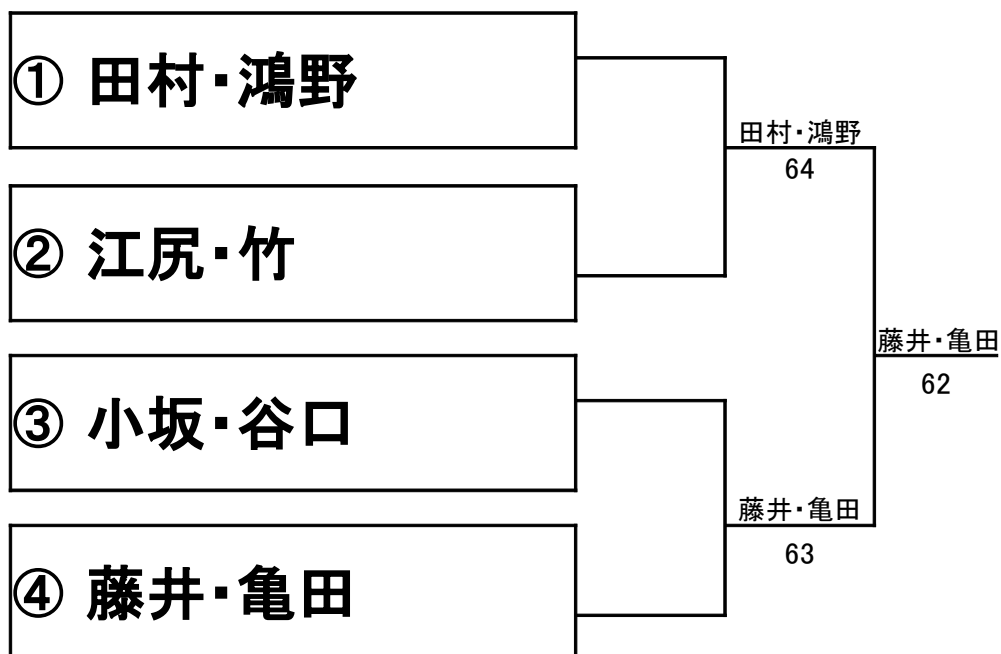 ① 田村・鴻野
田村・鴻野
64
② 江尻・竹
藤井・亀田
62
③ 小坂・谷口
藤井・亀田
63
④ 藤井・亀田